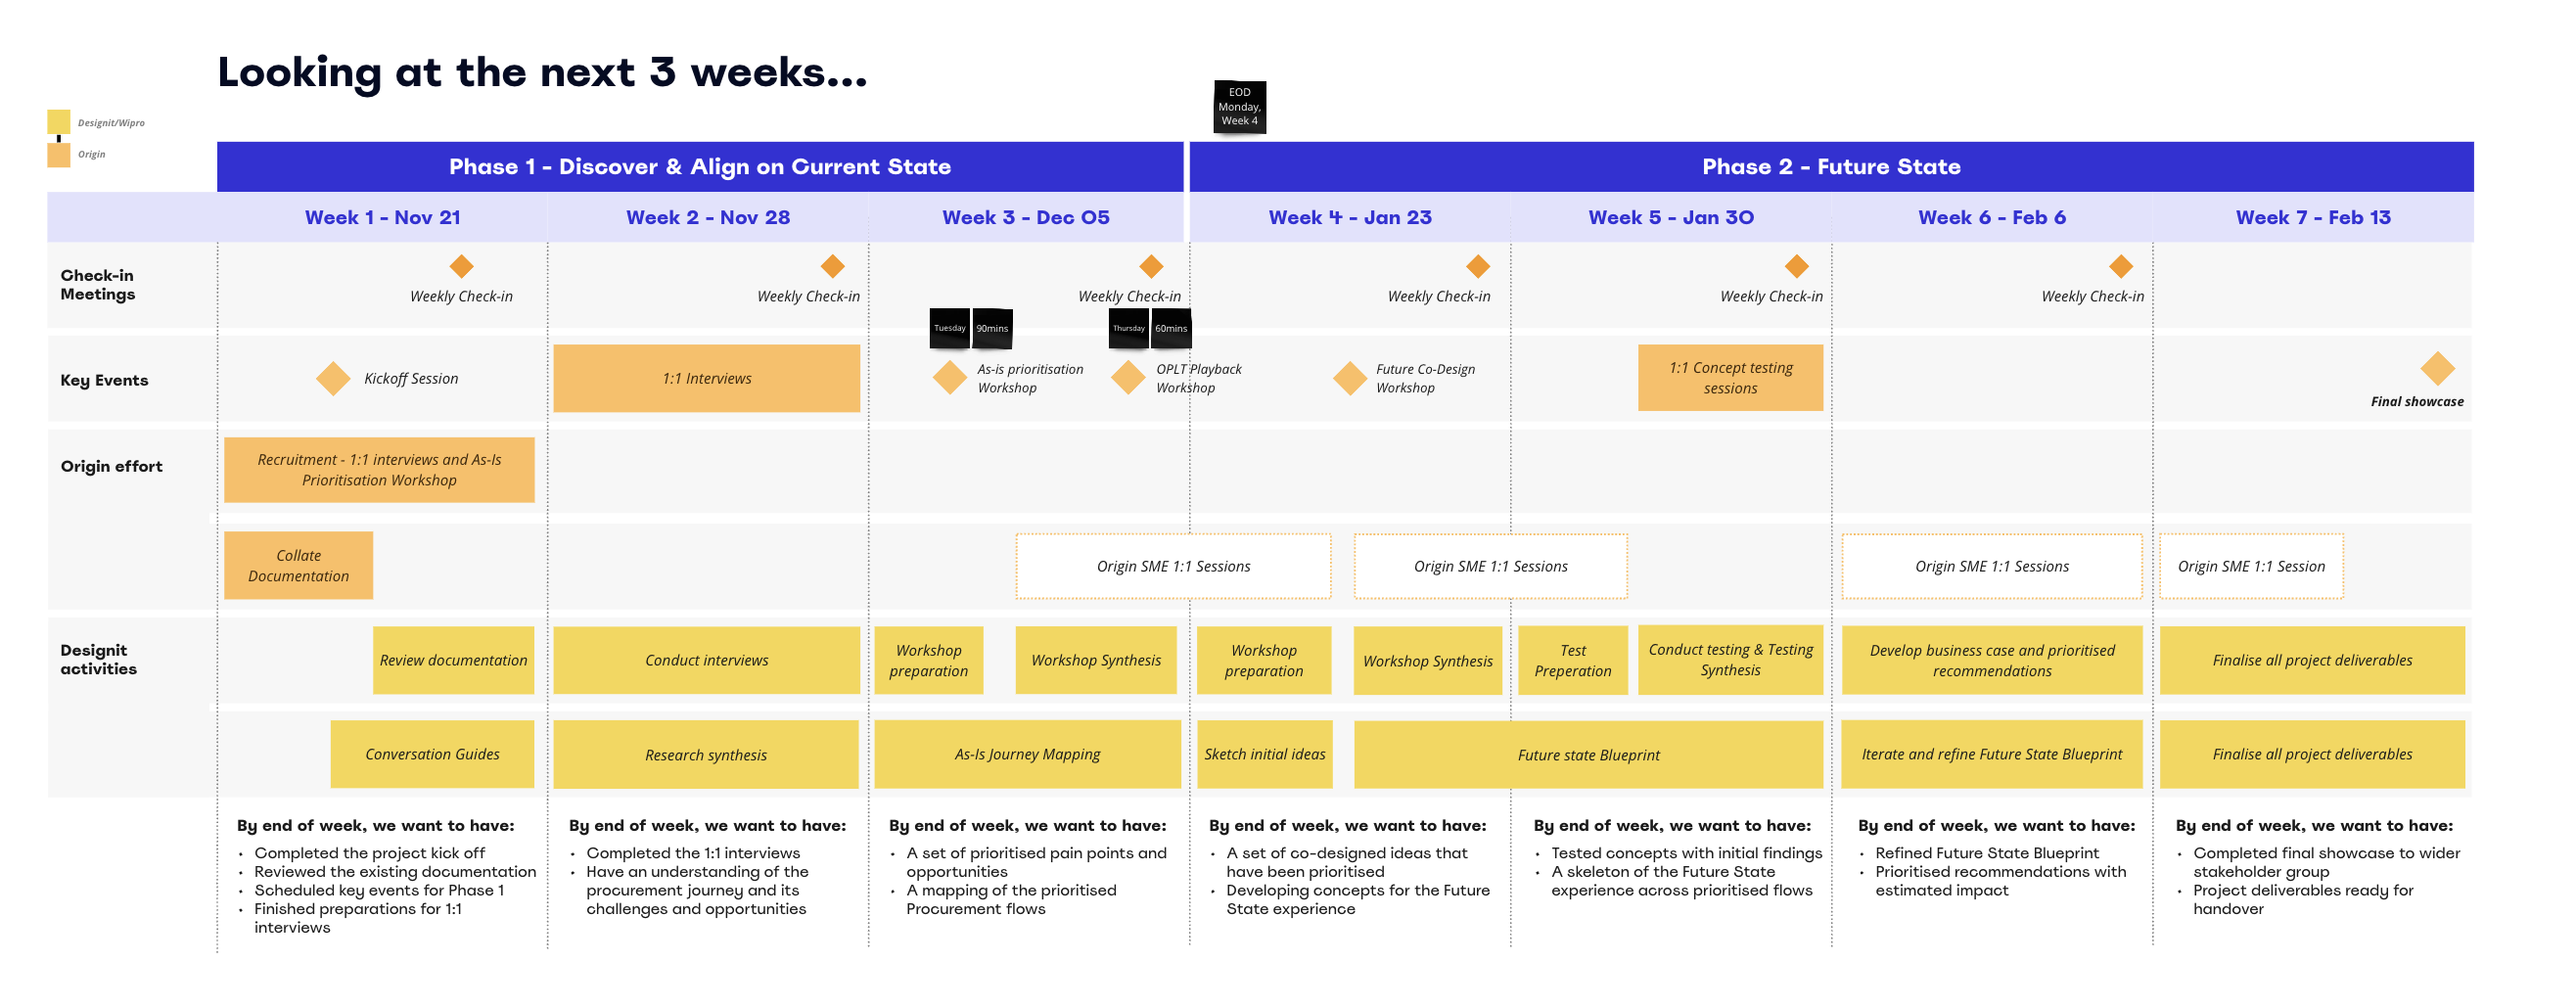 Looking at the next 3 weeks...
EOD
Monday,
Week 4
Designit/Wipro
Origin
Phase 1 - Discover & Align on Current State
Phase 2 - Future State
Week 1 - Nov 21
Week 2 - Nov 28
Week 3 - Dec 05
Week 4 - Jan 23
Week 5 - Jan 30
Week 6 - Feb 6
Week 7 - Feb 13
Check-in
Meetings
Weekly Check-in
Weekly Check-in
Weekly Check-in
Weekly Check-in
Weekly Check-in
Weekly Check-in
Tuesday
90mins
Thursday
60mins
Key Events
Kickoff Session
1:1 Interviews
As-is prioritisation
Workshop
OPLT Playback
Workshop
Future Co-Design
Workshop
1:1 Concept testing
sessions
Final showcase
Origin effort
Recruitment - 1:1 interviews and As-Is
Prioritisation Workshop
Collate
Documentation
Origin SME 1:1 Sessions
Origin SME 1:1 Sessions
Origin SME 1:1 Sessions
Origin SME 1:1 Session
Designit
activities
Review documentation
Conduct interviews
Workshop
preparation
Workshop Synthesis
Workshop
preparation
Workshop Synthesis
Test
Preperation
Conduct testing & Testing
Synthesis
Develop business case and prioritised
recommendations
Finalise all project deliverables
Conversation Guides
Research synthesis
As-Is Journey Mapping
Sketch initial ideas
Future state Blueprint
Iterate and refine Future State Blueprint
Finalise all project deliverables
By end of week, we want to have:
• Completed the project kick off
• Reviewed the existing documentation
• Scheduled key events for Phase 1
• Finished preparations for 1:1
interviews
By end of week, we want to have:
• Completed the 1:1 interviews
• Have an understanding of the
procurement journey and its
challenges and opportunities
By end of week, we want to have:
• A set of prioritised pain points and
opportunities
• A mapping of the prioritised
Procurement flows
By end of week, we want to have:
• A set of co-designed ideas that
have been prioritised
• Developing concepts for the Future
State experience
By end of week, we want to have:
• Tested concepts with initial findings
• A skeleton of the Future State
experience across prioritised flows
By end of week, we want to have:
• Refined Future State Blueprint
• Prioritised recommendations with
estimated impact
By end of week, we want to have:
• Completed final showcase to wider
stakeholder group
• Project deliverables ready for
handover